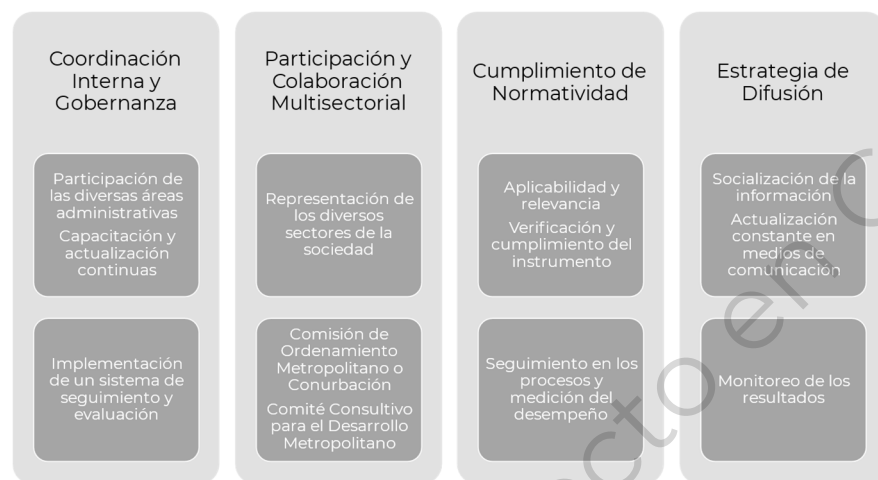 Coordinación
Interna y
Gobernanza
Participación de
las diversas áreas
administrativas
Capacitación y
actualización
continuas
Implementación
de un sistema de
seguimiento y
evaluación
Participación y
Colaboración
Multisectorial
Representación de
los diversos
sectores de la
sociedad
Comisión de
Ordenamiento
Metropolitano o
Conurbación
Comité Consultivo
para el Desarrollo
Metropolitano
Cumplimiento de
Normatividad
Aplicabilidad y
relevancia
Verificación y
cumplimiento del
instrumento
Seguimiento en los
procesos y
medición del
desempeño
Estrategia de
Difusión
Socialización de la
información
Actualización
constante en
medios de
comunicación
Monitoreo de los
resultados
ecto en C